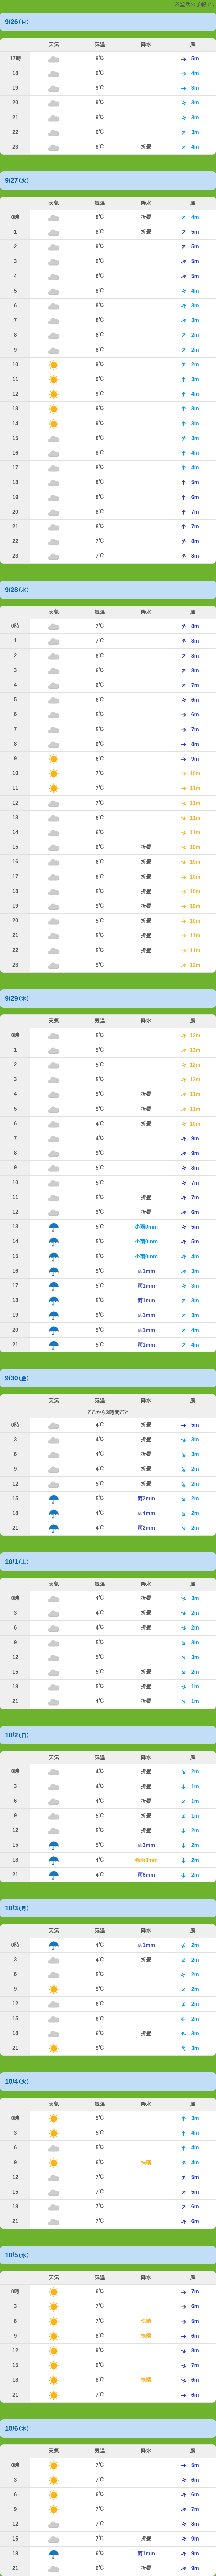 ※霧島の予報です
9/26（月）
天気 気温 降水 風
17時 9℃ 5m
18 9℃ 4m
19 9℃ 3m
20 9℃ 3m
21 9℃ 3m
22 9℃ 3m
23 8℃ 折畳 4m
9/27（火）
天気 気温 降水 風
0時 8℃ 折畳 4m
1 8℃ 折畳 5m
2 9℃ 5m
3 9℃ 5m
4 8℃ 5m
5 8℃ 4m
6 8℃ 3m
7 8℃ 3m
8 8℃ 2m
9 8℃ 2m
10 9℃ 2m
11 9℃ 3m
12 9℃ 4m
13 9℃ 3m
14 9℃ 3m
15 8℃ 3m
16 8℃ 4m
17 8℃ 4m
18 8℃ 5m
19 8℃ 6m
20 8℃ 7m
21 8℃ 7m
22 7℃ 8m
23 7℃ 8m
9/28（水）
天気 気温 降水 風
0時 7℃ 8m
1 7℃ 8m
2 6℃ 8m
3 6℃ 8m
4 6℃ 7m
5 6℃ 6m
6 5℃ 6m
7 5℃ 7m
8 6℃ 8m
9 6℃ 9m
10 7℃ 10m
11 7℃ 11m
12 7℃ 11m
13 6℃ 11m
14 6℃ 11m
15 6℃ 折畳 10m
16 6℃ 折畳 10m
17 6℃ 折畳 10m
18 5℃ 折畳 10m
19 5℃ 折畳 10m
20 5℃ 折畳 10m
21 5℃ 折畳 11m
22 5℃ 折畳 11m
23 5℃ 12m
9/29（木）
天気 気温 降水 風
0時 5℃ 13m
1 5℃ 13m
2 5℃ 12m
3 5℃ 12m
4 5℃ 折畳 11m
5 5℃ 折畳 11m
6 4℃ 折畳 10m
7 4℃ 9m
8 5℃ 9m
9 5℃ 8m
10 5℃ 7m
11 5℃ 折畳 7m
12 5℃ 折畳 6m
13 5℃ 小雨0mm 5m
14 5℃ 小雨0mm 5m
15 5℃ 小雨0mm 4m
16 5℃ 雨1mm 3m
17 5℃ 雨1mm 3m
18 5℃ 雨1mm 3m
19 5℃ 雨1mm 3m
20 5℃ 雨1mm 4m
21 5℃ 雨1mm 4m
9/30（金）
天気 気温 降水 風
ここから3時間ごと
0時 4℃ 折畳 5m
3 4℃ 折畳 3m
6 4℃ 折畳 3m
9 4℃ 折畳 2m
12 5℃ 折畳 2m
15 5℃ 雨2mm 2m
18 4℃ 雨4mm 2m
21 4℃ 雨2mm 2m
10/1（土）
天気 気温 降水 風
0時 4℃ 折畳 3m
3 4℃ 折畳 2m
6 4℃ 折畳 2m
9 5℃ 3m
12 5℃ 3m
15 5℃ 折畳 2m
18 5℃ 折畳 1m
21 4℃ 折畳 1m
10/2（日）
天気 気温 降水 風
0時 4℃ 折畳 2m
3 4℃ 折畳 1m
6 4℃ 折畳 1m
9 5℃ 折畳 1m
12 5℃ 折畳 2m
15 5℃ 雨3mm 2m
18 4℃ 2m
21 4℃ 雨6mm 2m
10/3（月）
天気 気温 降水 風
0時 4℃ 雨1mm 2m
3 4℃ 折畳 2m
6 5℃ 2m
9 5℃ 2m
12 6℃ 2m
15 6℃ 2m
18 6℃ 折畳 3m
21 5℃ 3m
10/4（火）
天気 気温 降水 風
0時 5℃ 3m
3 5℃ 4m
6 5℃ 4m
9 6℃ 快晴 4m
12 7℃ 5m
15 7℃ 5m
18 7℃ 6m
21 7℃ 6m
10/5（水）
天気 気温 降水 風
0時 6℃ 7m
3 7℃ 6m
6 7℃ 快晴 5m
9 8℃ 快晴 6m
12 9℃ 8m
15 9℃ 7m
18 8℃ 快晴 6m
21 7℃ 6m
10/6（木）
天気 気温 降水 風
0時 7℃ 5m
3 7℃ 6m
6 6℃ 6m
9 7℃ 7m
12 7℃ 8m
15 7℃ 折畳 9m
18 6℃ 雨1mm 9m
21 6℃ 折畳 9m